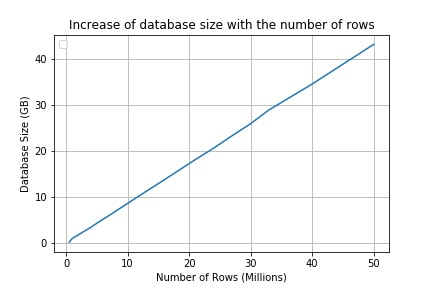 Increase of database size with the number of rows
40
30
20
10
0
Database Size (GB)
0 10 20 30 40 50
Number of Rows (Millions)